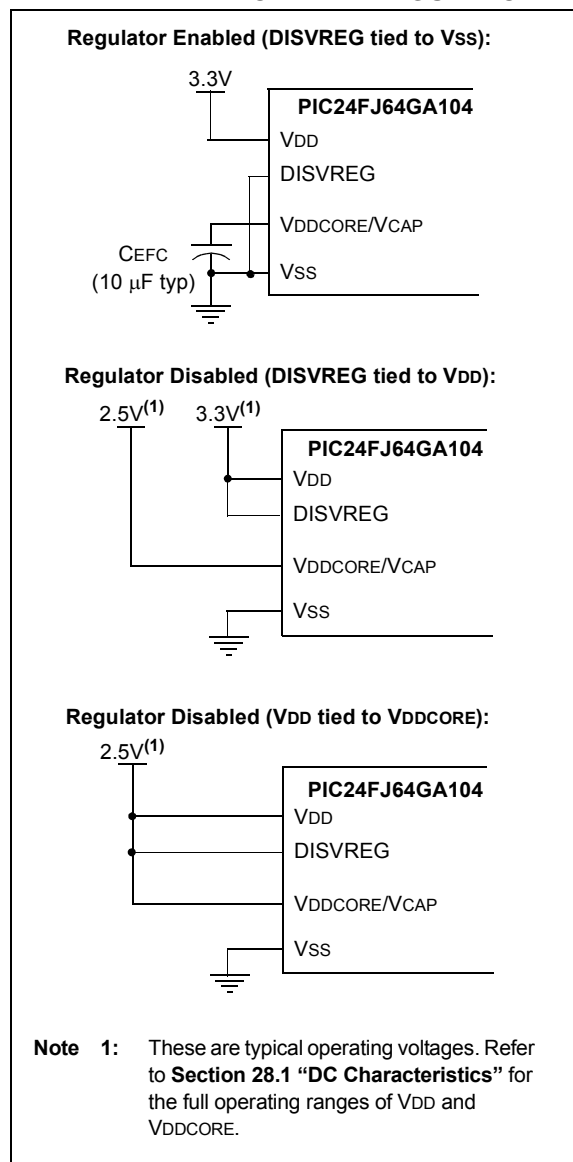 Regulator Enabled (DISVREG tied to VSS):
3.3V
PIC24FJ64GA104
VDD
DISVREG
VDDCORE/VCAP
CEFC
(10 μF typ)
VSS
Regulator Disabled (DISVREG tied to VDD):
2.5V(1) 3.3V(1)
PIC24FJ64GA104
VDD
DISVREG
VDDCORE/VCAP
VSS
Regulator Disabled (VDD tied to VDDCORE):
2.5V(1)
PIC24FJ64GA104
VDD
DISVREG
VDDCORE/VCAP
VSS
Note 1: These are typical operating voltages. Refer
to Section 28.1 “DC Characteristics” for
the full operating ranges of VDD and
VDDCORE.